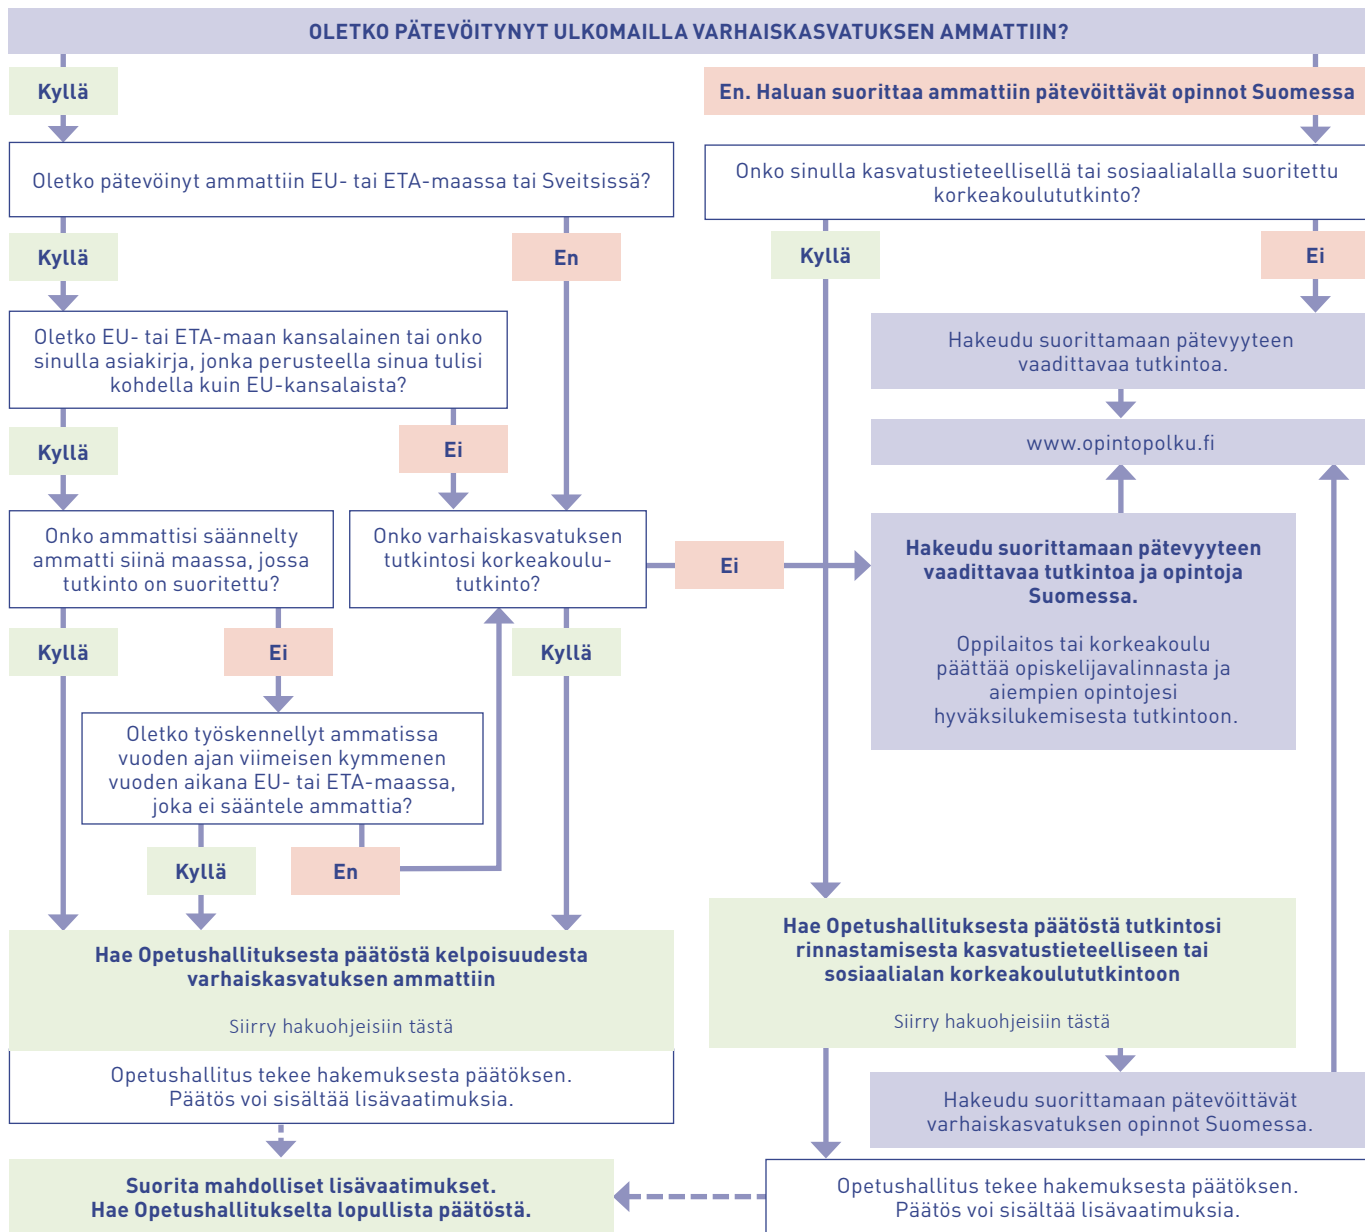 OLETKO PÄTEVÖITYNYT ULKOMAILLA VARHAISKASVATUKSEN AMMATTIIN?
Kyllä
En. Haluan suorittaa ammattiin pätevöittävät opinnot Suomessa
Oletko pätevöinyt ammattiin EU- tai ETA-maassa tai Sveitsissä?
Onko sinulla kasvatustieteellisellä tai sosiaalialalla suoritettu
korkeakoulututkinto?
Kyllä
En
Kyllä
Ei
Oletko EU- tai ETA-maan kansalainen tai onko
sinulla asiakirja, jonka perusteella sinua tulisi
kohdella kuin EU-kansalaista?
Hakeudu suorittamaan pätevyyteen
vaadittavaa tutkintoa.
Kyllä
Ei
www.opintopolku.fi
Onko ammattisi säännelty
ammatti siinä maassa, jossa
tutkinto on suoritettu?
Onko varhaiskasvatuksen
tutkintosi korkeakoulu-
tutkinto?
Ei
Hakeudu suorittamaan pätevyyteen
vaadittavaa tutkintoa ja opintoja
Suomessa.
Oppilaitos tai korkeakoulu
päättää opiskelijavalinnasta ja
aiempien opintojesi
hyväksilukemisesta tutkintoon.
Kyllä
Ei
Kyllä
Oletko työskennellyt ammatissa
vuoden ajan viimeisen kymmenen
vuoden aikana EU- tai ETA-maassa,
joka ei sääntele ammattia?
Kyllä
En
Hae Opetushallituksesta päätöstä kelpoisuudesta
varhaiskasvatuksen ammattiin
Siirry hakuohjeisiin tästä
Opetushallitus tekee hakemuksesta päätöksen.
Päätös voi sisältää lisävaatimuksia.
Hae Opetushallituksesta päätöstä tutkintosi
rinnastamisesta kasvatustieteelliseen tai
sosiaalialan korkeakoulututkintoon
Siirry hakuohjeisiin tästä
Hakeudu suorittamaan pätevöittävät
varhaiskasvatuksen opinnot Suomessa.
Suorita mahdolliset lisävaatimukset.
Hae Opetushallitukselta lopullista päätöstä.
Opetushallitus tekee hakemuksesta päätöksen.
Päätös voi sisältää lisävaatimuksia.